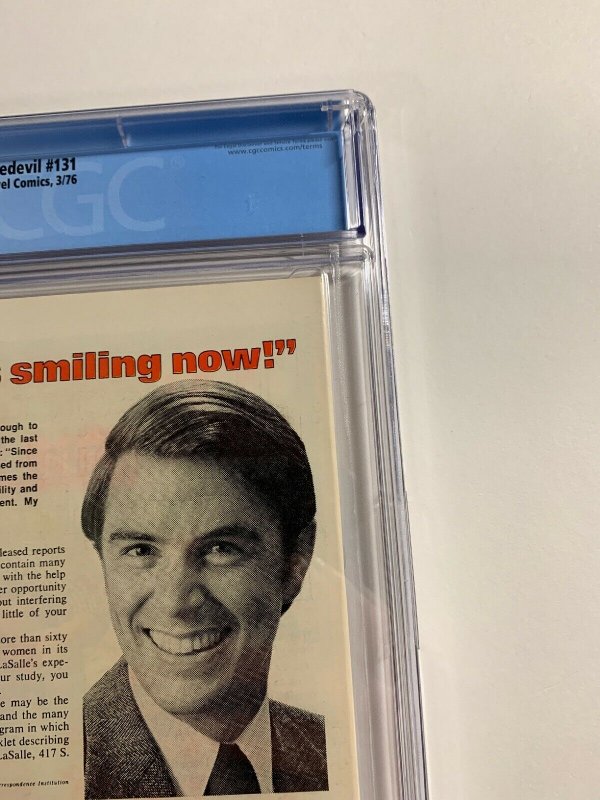 www.cgccomics.com/terms
edevil #131
el Comics, 3/76
CGC®
smiling now!"
ough to
the last
: "Since
ed from
mes the
ility and
ent. My
leased reports
contain many
with the help
er opportunity
out interfering
little of your
ore than sixty
women in its
LaSalle's expe-
ur study, you
e may be the
and the many
gram in which
klet describing
LaSalle, 417 S.
rrespondence Institution